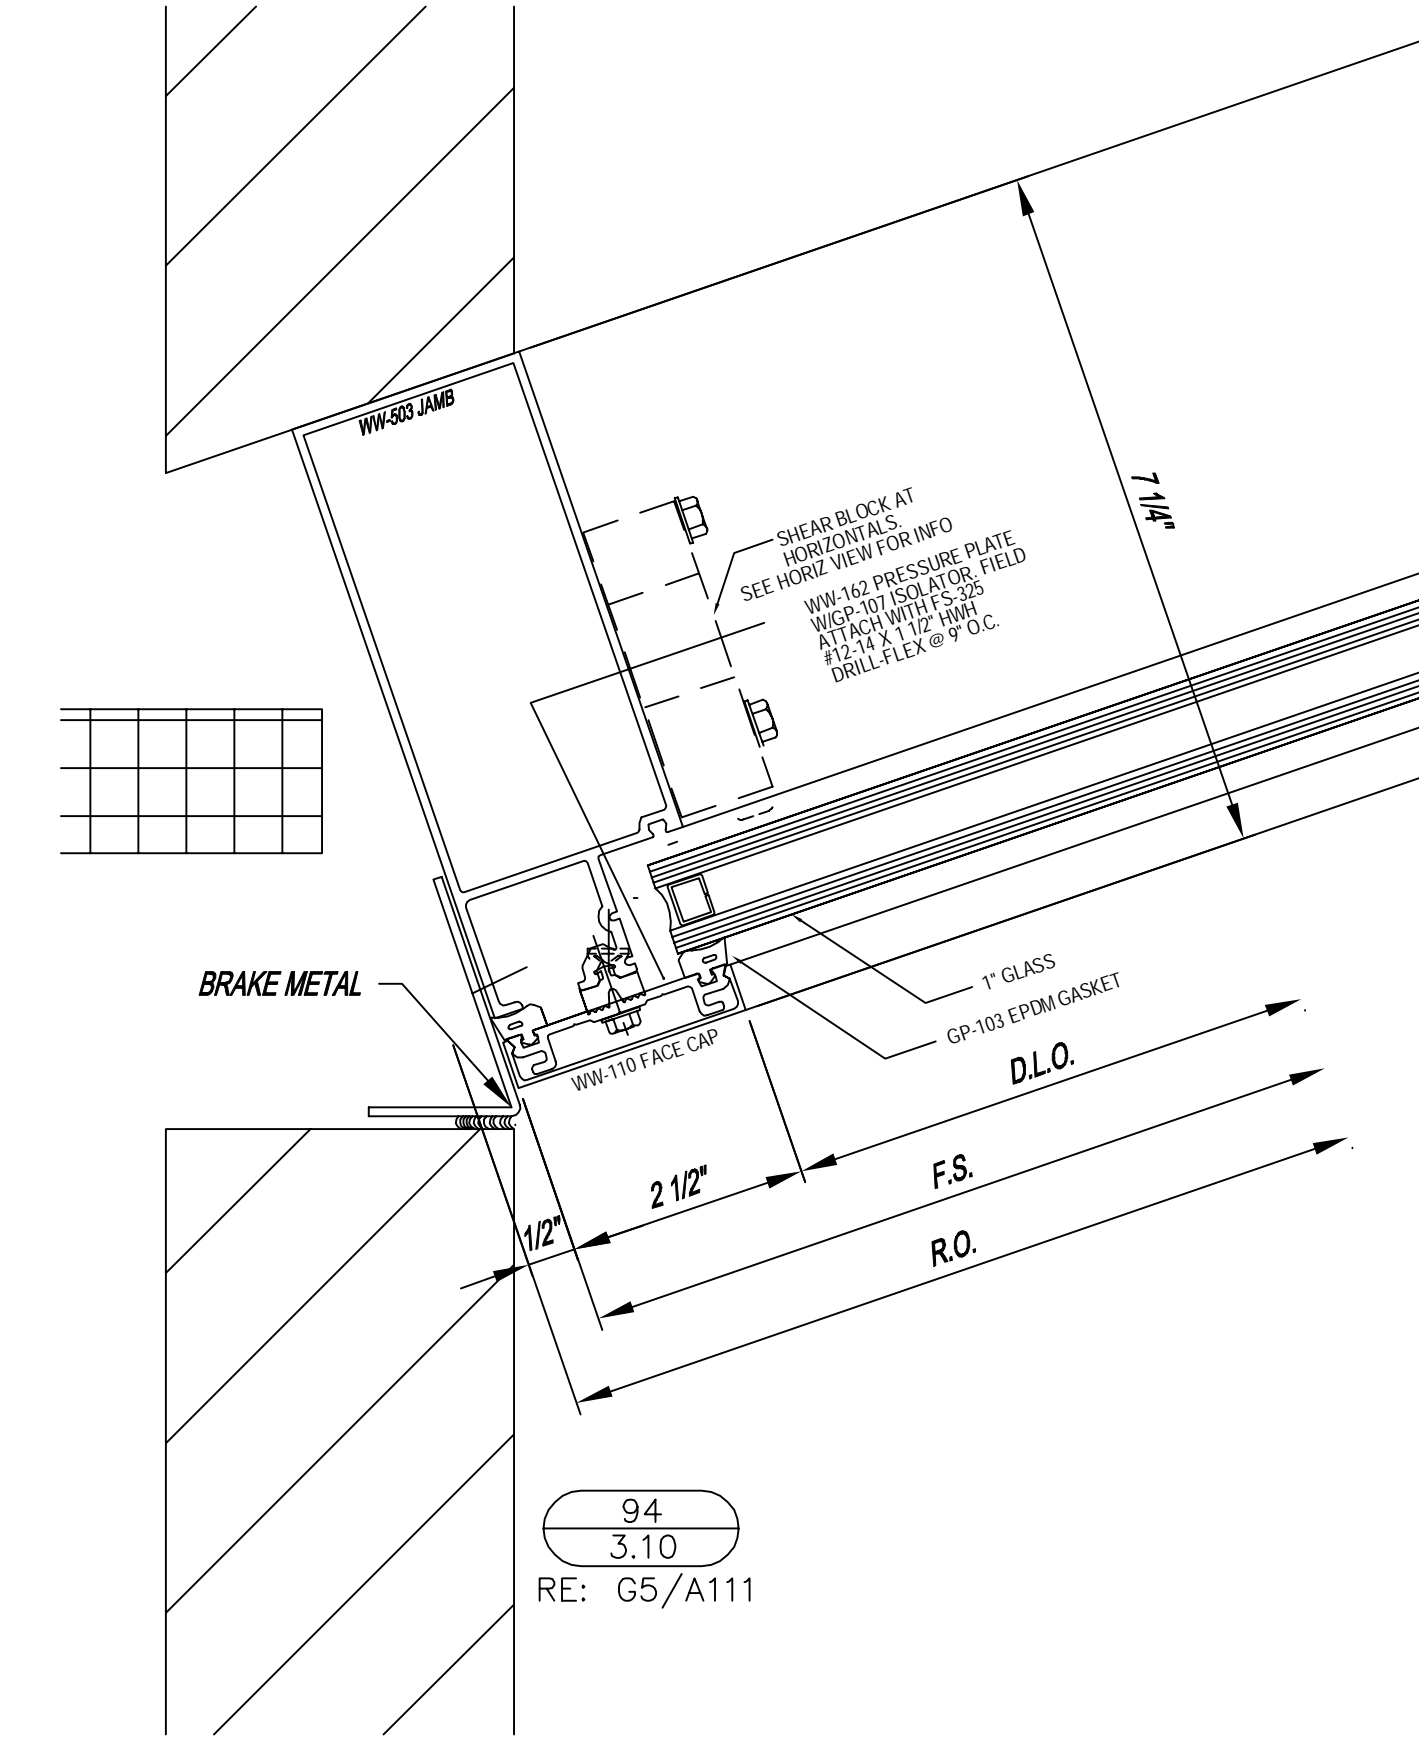 WW-503 JAMB
7 1/4"
SHEAR BLOCK AT
HORIZONTALS.
SEE HORIZ VIEW FOR INFO
WW-162 PRESSURE PLATE
W/GP-107 ISOLATOR. FIELD
ATTACH WITH FS-325
#12-14 X 1 1/2" HWH
DRILL-FLEX @ 9" O.C.
BRAKE METAL
1" GLASS
GP-103 EPDM GASKET
WW-110 FACE CAP
D.L.O.
2 1/2"
F.S.
1/2"
R.O.
94
3.10
RE: G5/A111